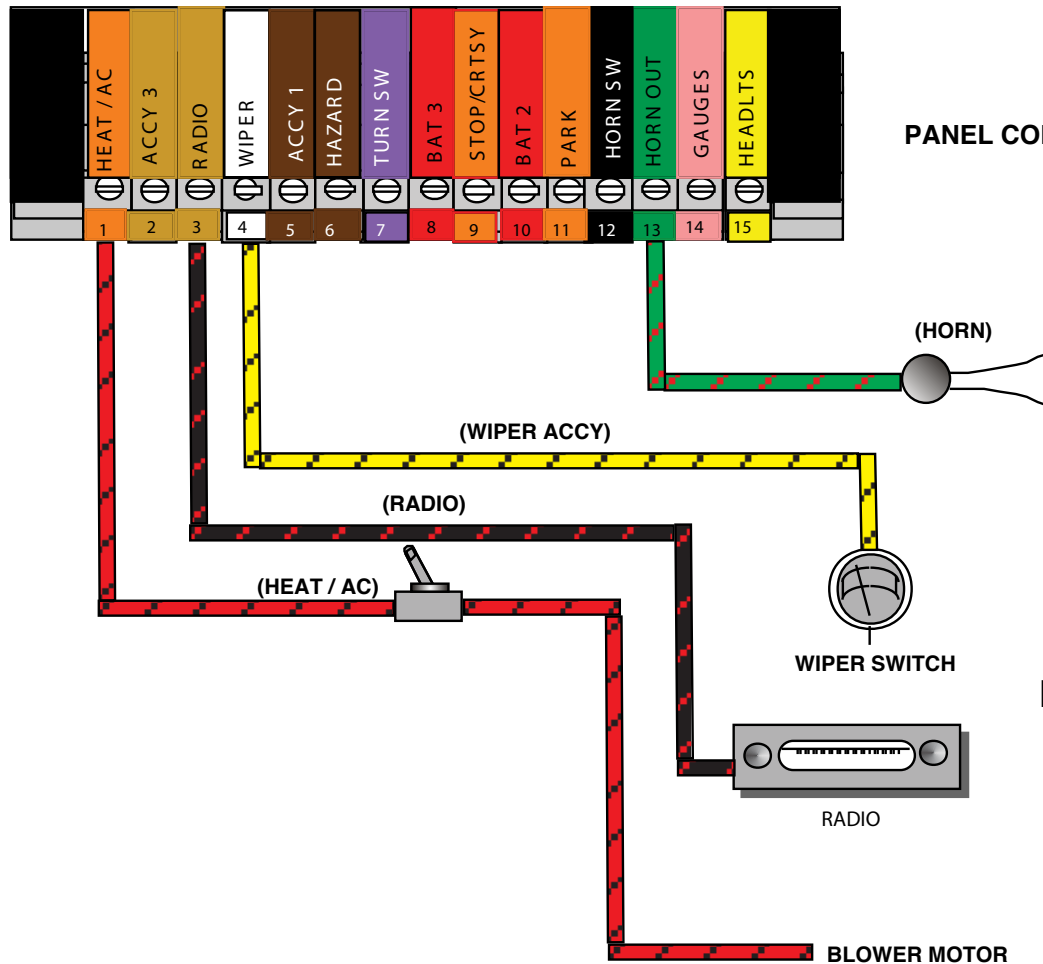 HEAT / AC
ACCY 3
RADIO
WIPER
ACCY 1
HAZARD
TURN SW
BAT 3
STOP/CRTSY
BAT 2
PARK
HORN SW
HORN OUT
GAUGES
HEADLTS
1 2 3 4 5 6 7 8 9 10 11 12 13 14 15
PANEL CO
(HORN)
(WIPER ACCY)
(RADIO)
(HEAT / AC)
WIPER SWITCH
RADIO
BLOWER MOTOR